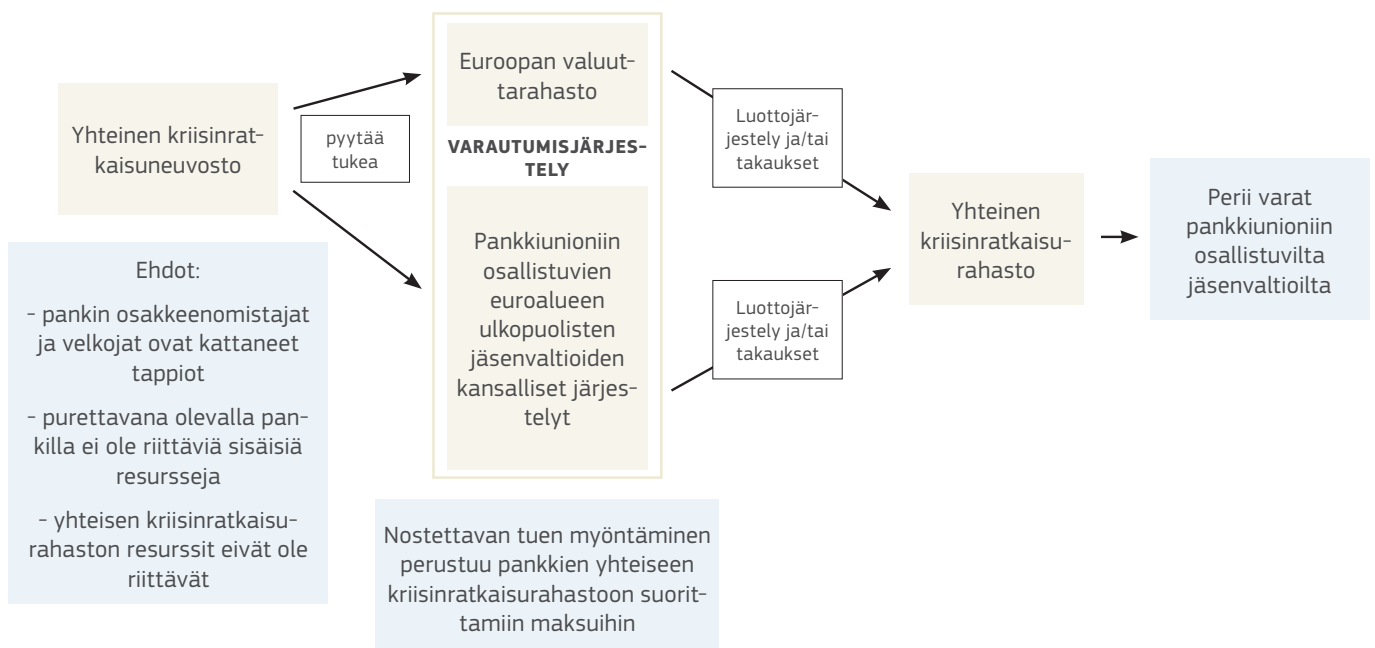 Yhteinen kriisinrat-
kaisuneuvosto
pyytää
tukea
Ehdot:
- pankin osakkeenomistajat
ja velkojat ovat kattaneet
tappiot
- purettavana olevalla pan-
killa ei ole riittäviä sisäisiä
resursseja
- yhteisen kriisinratkaisu-
rahaston resurssit eivät ole
riittävät
Euroopan valuut-
tarahasto
VARAUTUMISJÄRJES-
TELY
Pankkiunioniin
osallistuvien
euroalueen
ulkopuolisten
jäsenvaltioiden
kansalliset järjes-
telyt
Nostettavan tuen myöntäminen
perustuu pankkien yhteiseen
kriisinratkaisurahastoon suorit-
tamiin maksuihin
Luottojär-
jestely ja/tai
takaukset
Luottojär-
jestely ja/tai
takaukset
Yhteinen
kriisinratkaisu-
rahasto
Perii varat
pankkiunioniin
osallistuvilta
jäsenvaltioilta